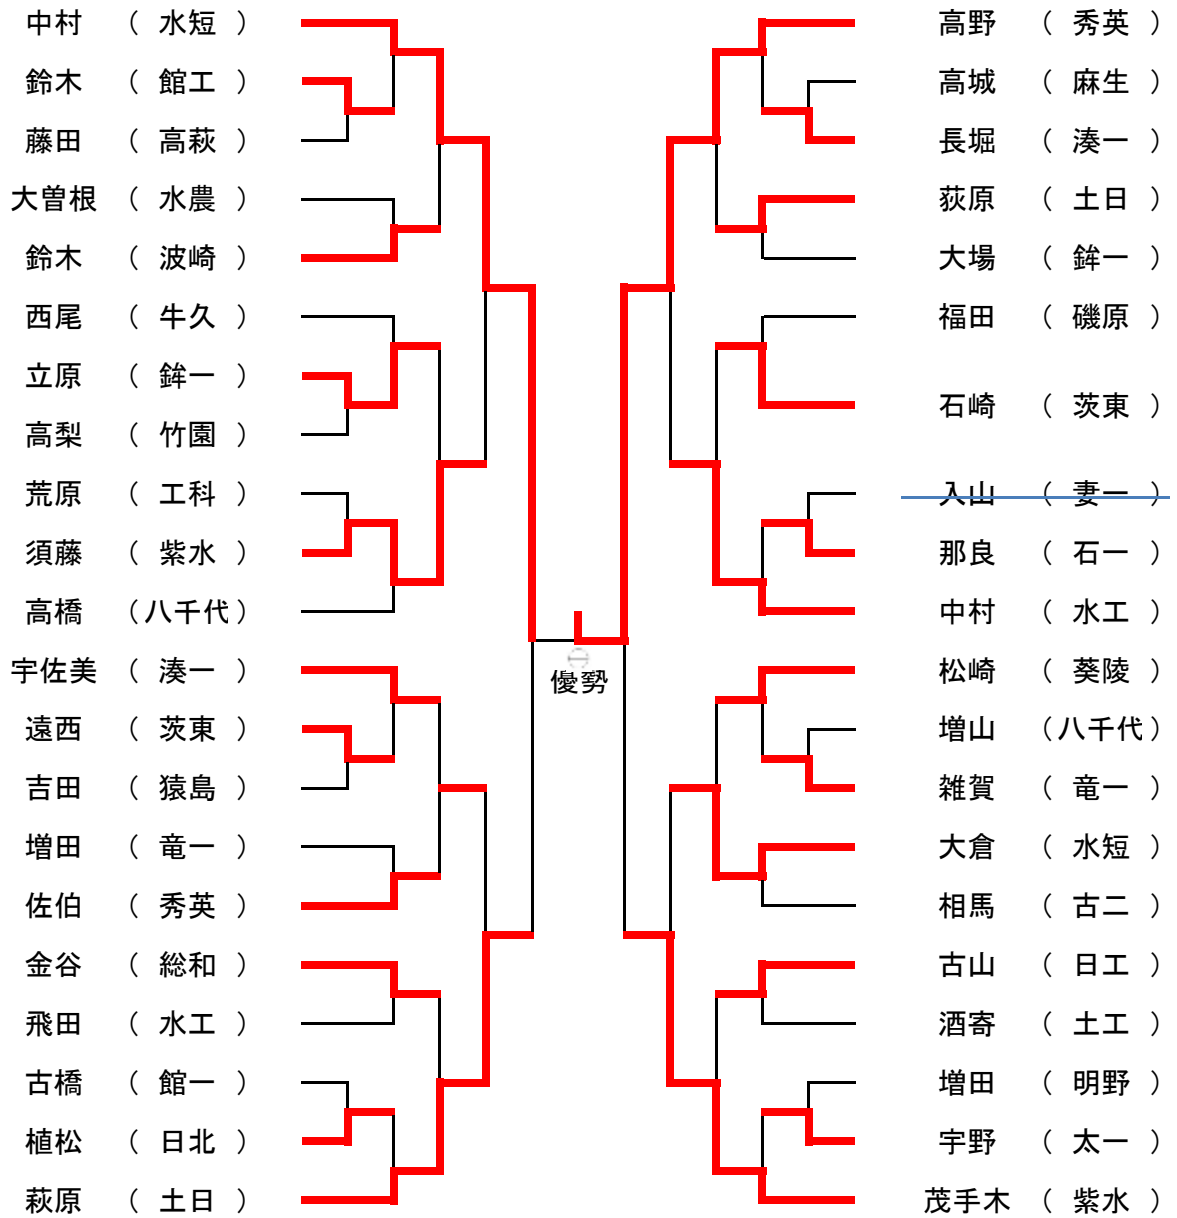 中村 （ 水短 ）
鈴木 （ 館工 ）
藤田 （ 高萩 ）
大曽根 （ 水農 ）
鈴木 （ 波崎 ）
西尾 （ 牛久 ）
立原 （ 鉾一 ）
高梨 （ 竹園 ）
荒原 （ 工科 ）
須藤 （ 紫水 ）
高橋 （八千代）
宇佐美 （ 湊一 ）
遠西 （ 茨東 ）
吉田 （ 猿島 ）
増田 （ 竜一 ）
佐伯 （ 秀英 ）
金谷 （ 総和 ）
飛田 （ 水工 ）
古橋 （ 館一 ）
植松 （ 日北 ）
萩原 （ 土日 ）
優勢
高野 （ 秀英 ）
高城 （ 麻生 ）
長堀 （ 湊一 ）
荻原 （ 土日 ）
大場 （ 鉾一 ）
福田 （ 磯原 ）
石崎 （ 茨東 ）
入山 （ 妻一 ）
那良 （ 石一 ）
中村 （ 水工 ）
松崎 （ 葵陵 ）
増山 （八千代）
雑賀 （ 竜一 ）
大倉 （ 水短 ）
相馬 （ 古二 ）
古山 （ 日工 ）
酒寄 （ 土工 ）
増田 （ 明野 ）
宇野 （ 太一 ）
茂手木 （ 紫水 ）